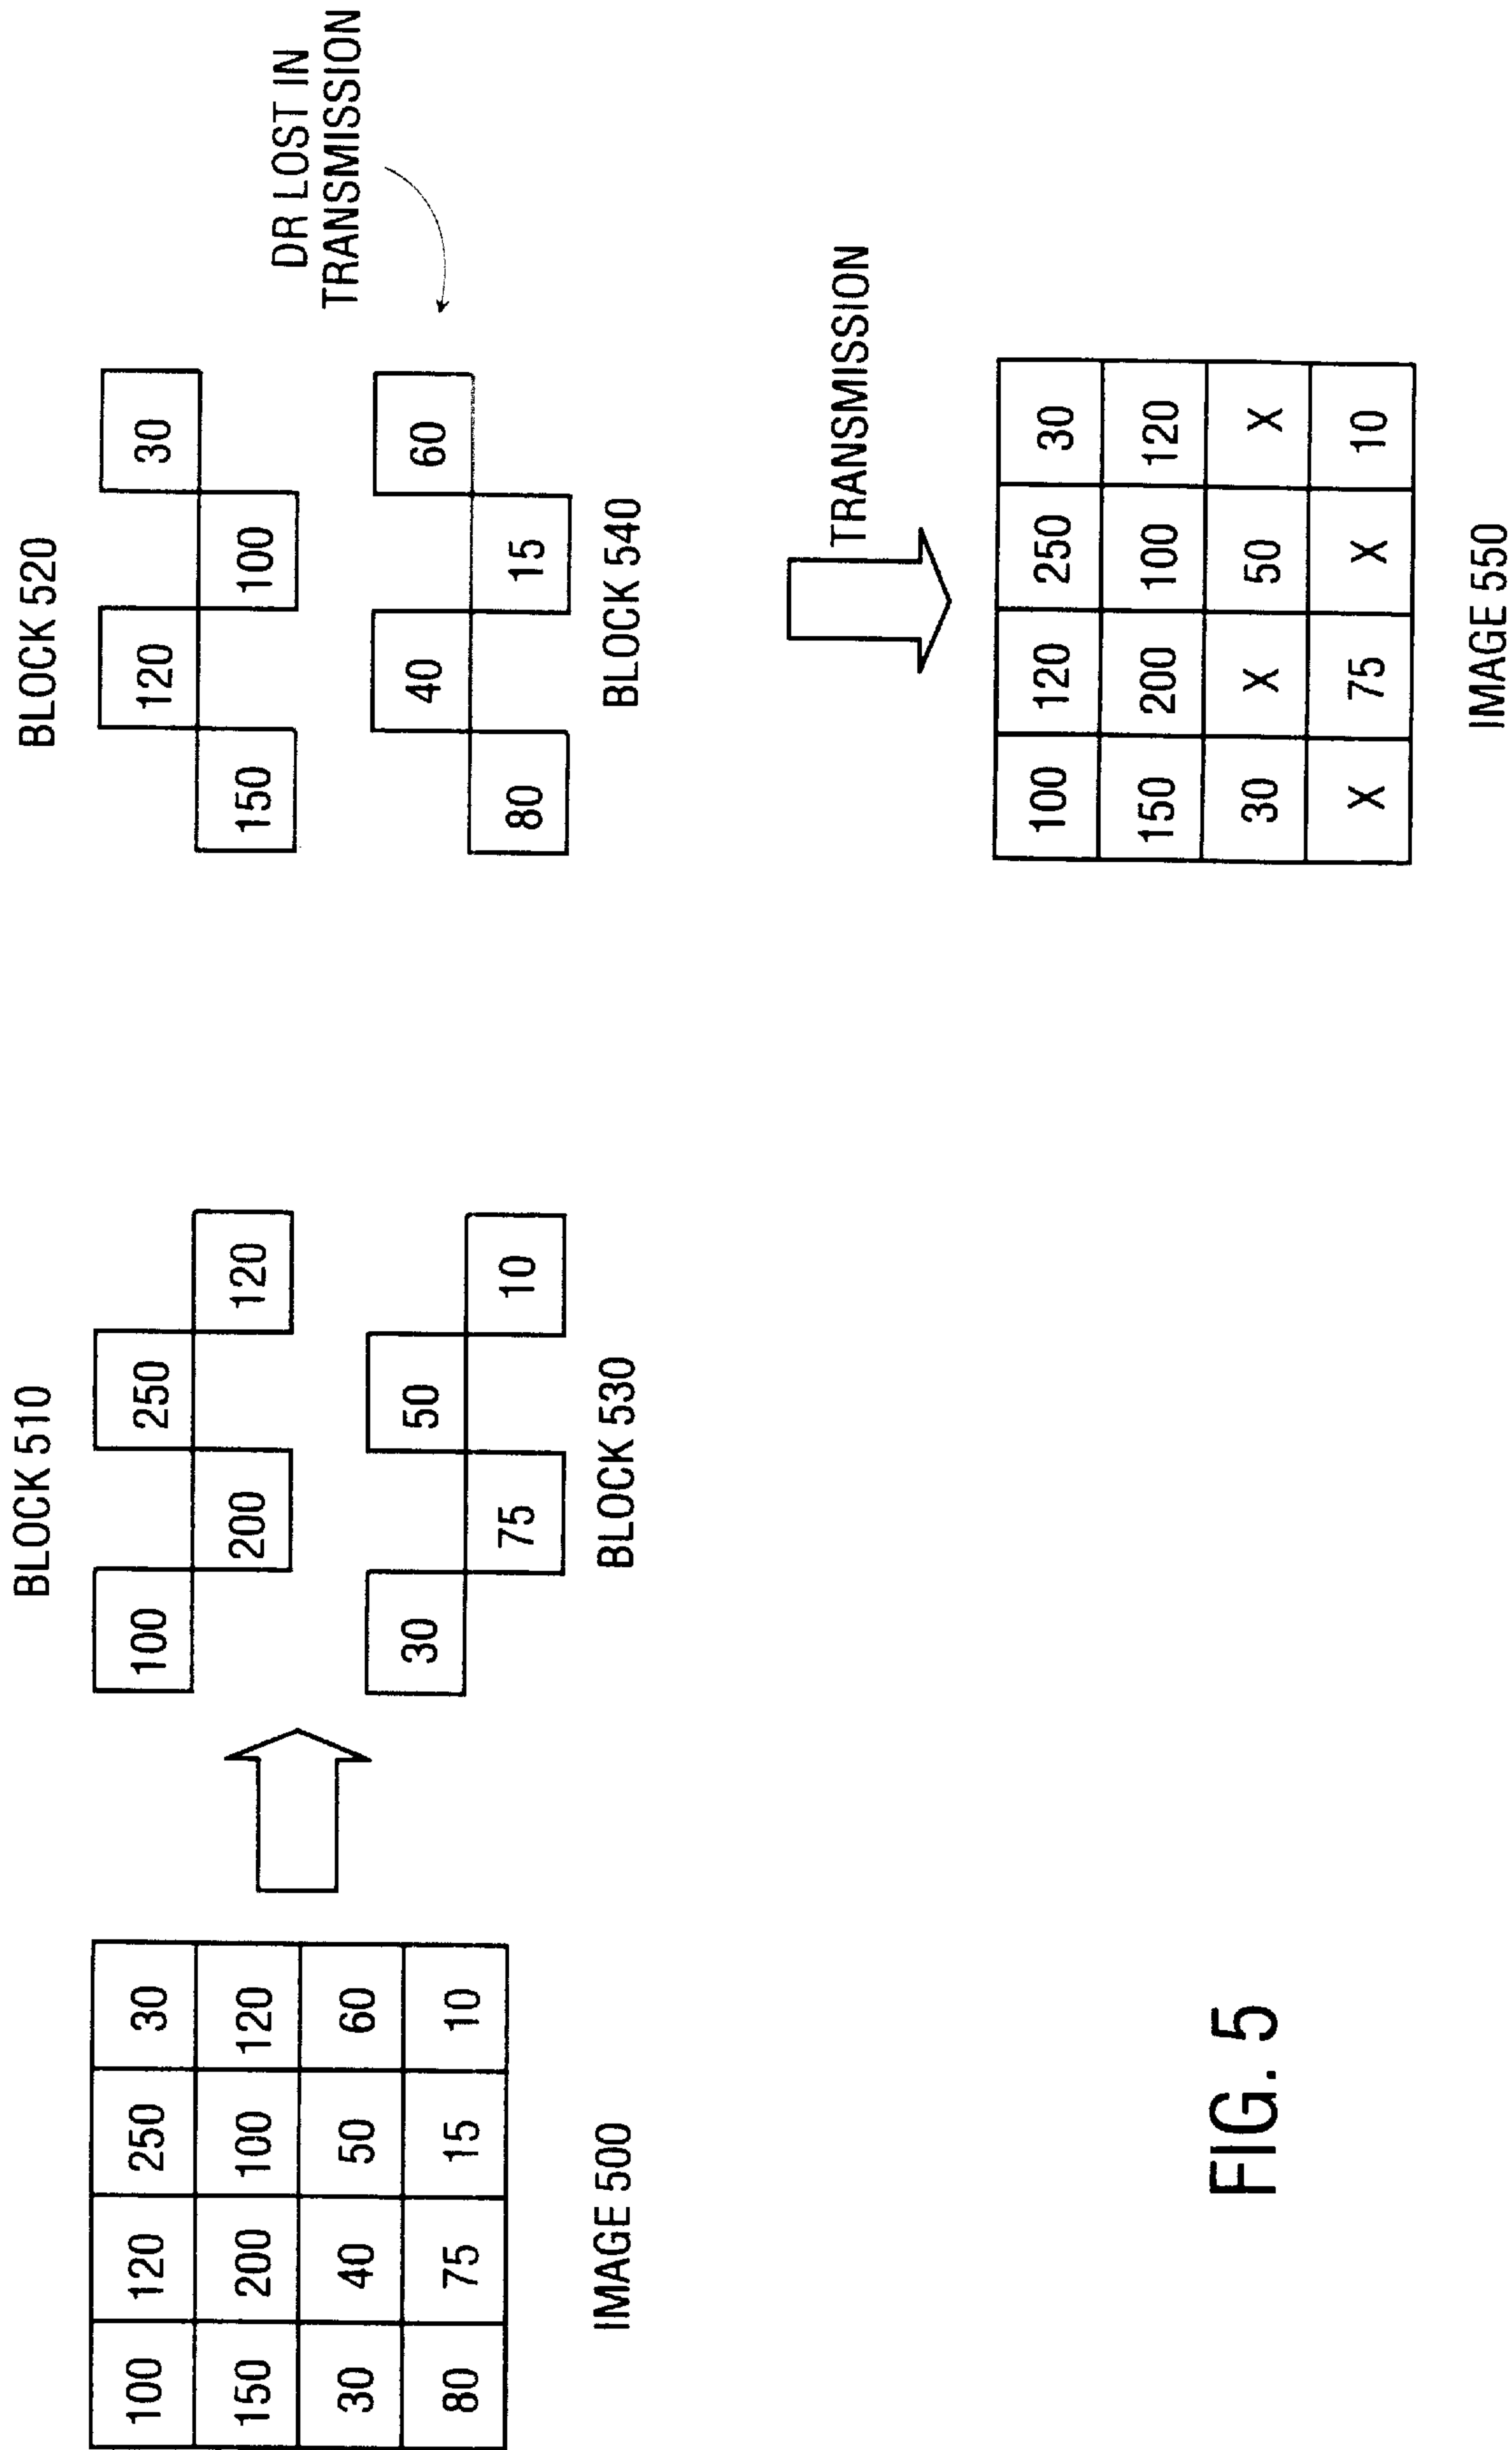 BLOCK 510
BLOCK 520
100 120 250 30
150 200 100 120
30 40 50 60
80 75 15 10
IMAGE 500
100 250
200 120
30 50
75 10
BLOCK 530
120 30
150 100
40 60
80 15
BLOCK 540
DR LOST IN
TRANSMISSION
TRANSMISSION
100 120 250 30
150 200 100 120
30 X 50 X
X 75 X 10
IMAGE 550
FIG. 5